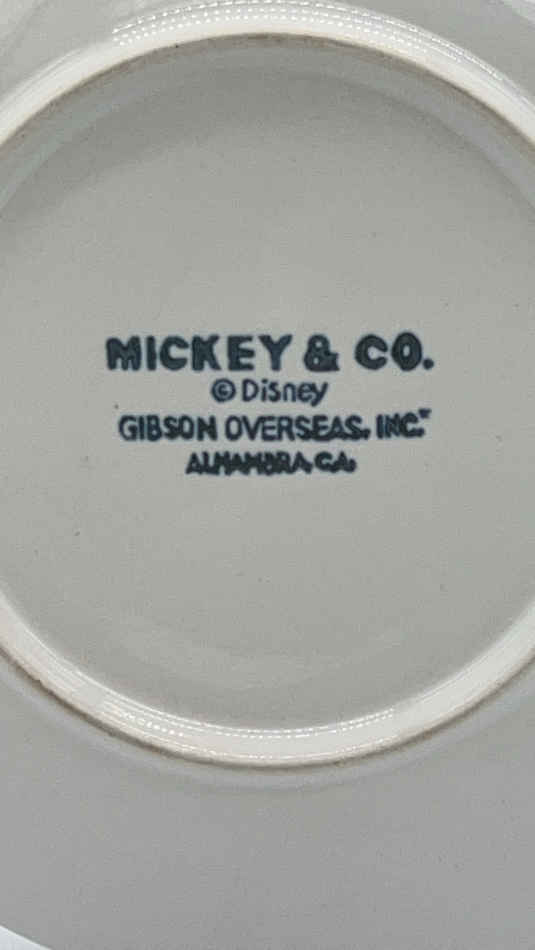 MICKEY & CO.
© Disney
GIBSON OVERSEAS, INC.™
ALHAMBRA, CA.